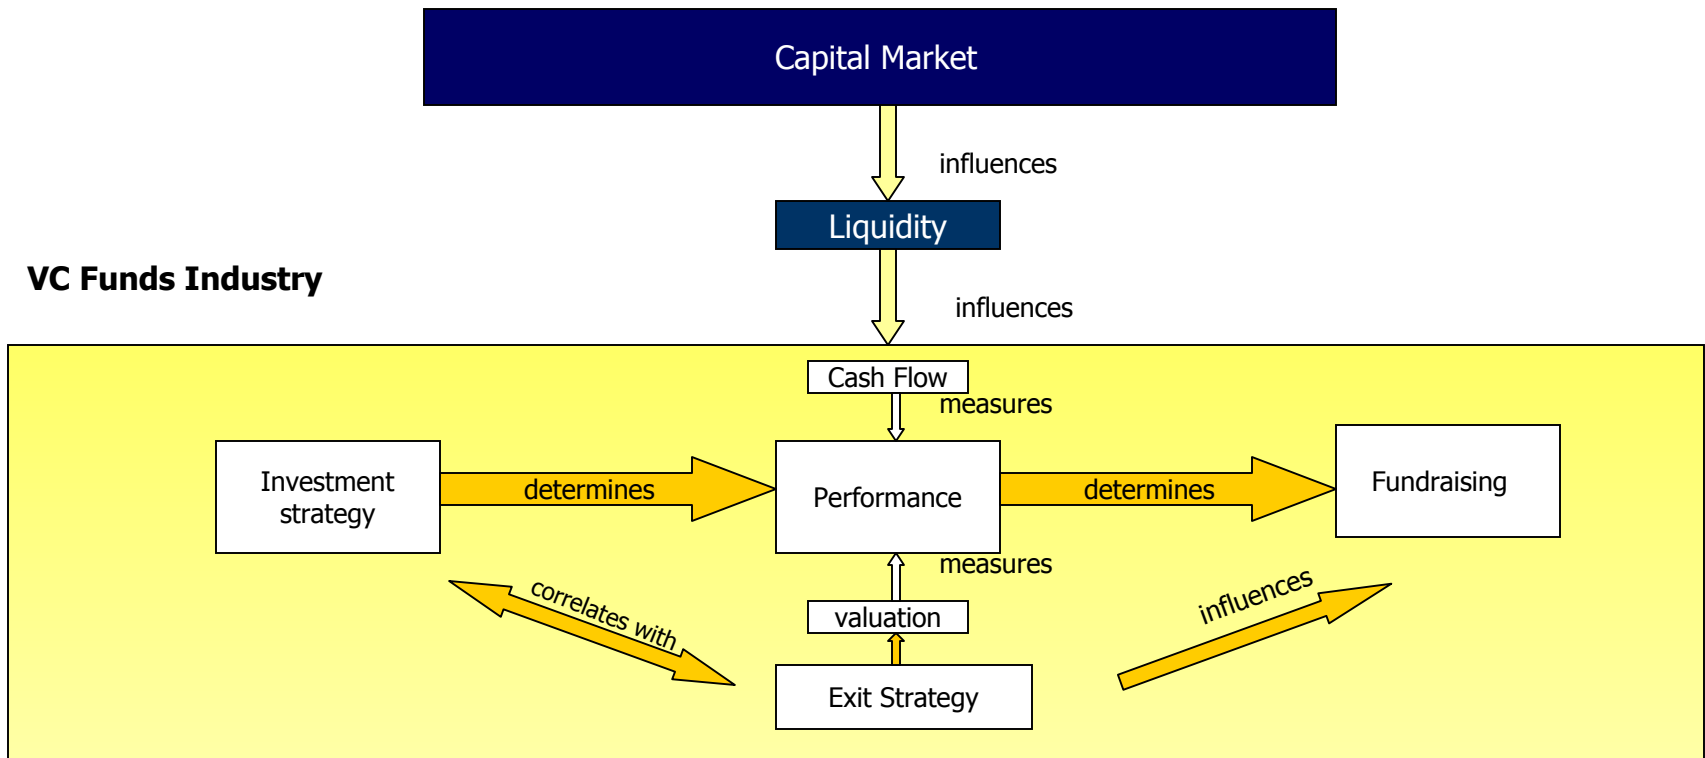 Capital Market
influences
Liquidity
VC Funds Industry
influences
Cash Flow
measures
Investment
strategy
determines
Performance
determines
Fundraising
measures
correlates with
valuation
influences
Exit Strategy